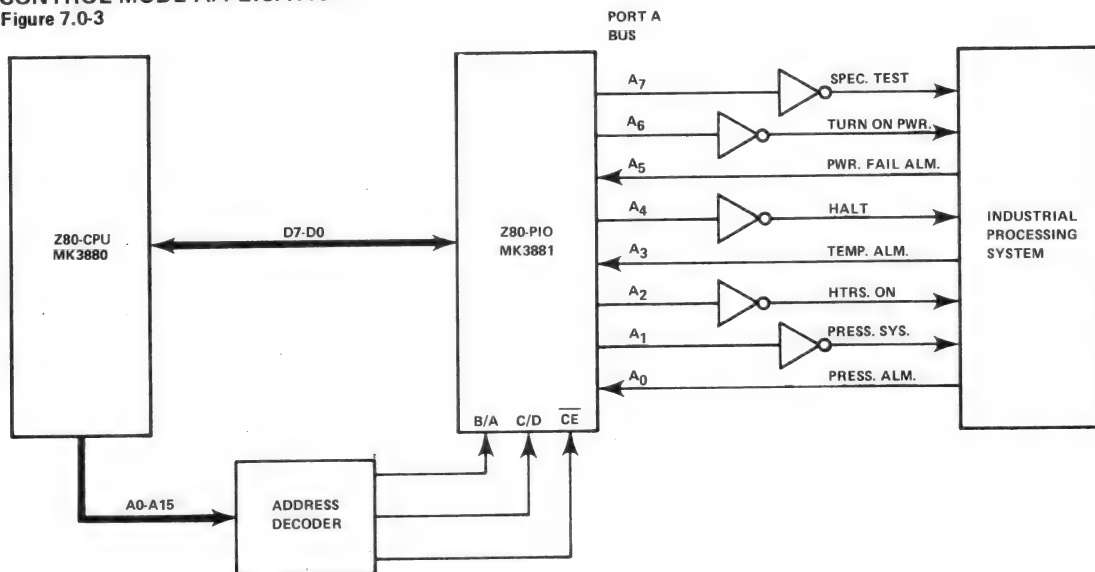 Figure 7.0-3
PORT A
BUS
A7
SPEC. TEST
A6
TURN ON PWR.
A5
PWR. FAIL ALM.
A4
HALT
A3
TEMP. ALM.
A2
HTRS. ON
A1
PRESS. SYS.
A0
PRESS. ALM.
Z80-CPU
MK3880
D7-D0
Z80-PIO
MK3881
INDUSTRIAL
PROCESSING
SYSTEM
B/A C/D CE
A0-A15
ADDRESS
DECODER